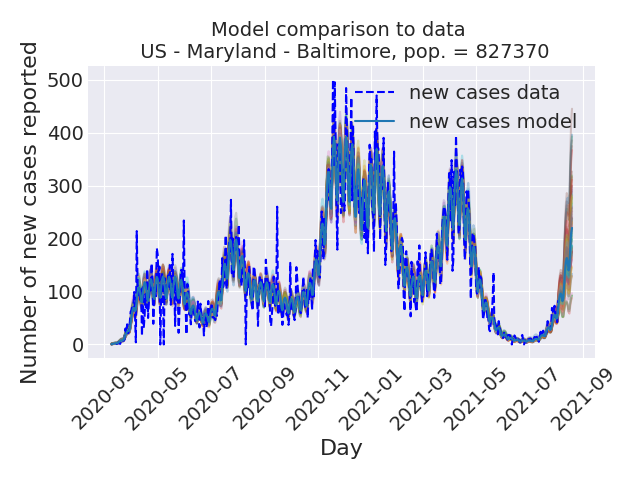 Model comparison to data
US - Maryland - Baltimore, pop. = 827370
Number of new cases reported
500
400
300
200
100
0
new cases data
new cases model
2020-03
2020-05
2020-07
2020-09
2020-11
2021-01
2021-03
2021-05
2021-07
2021-09
Day